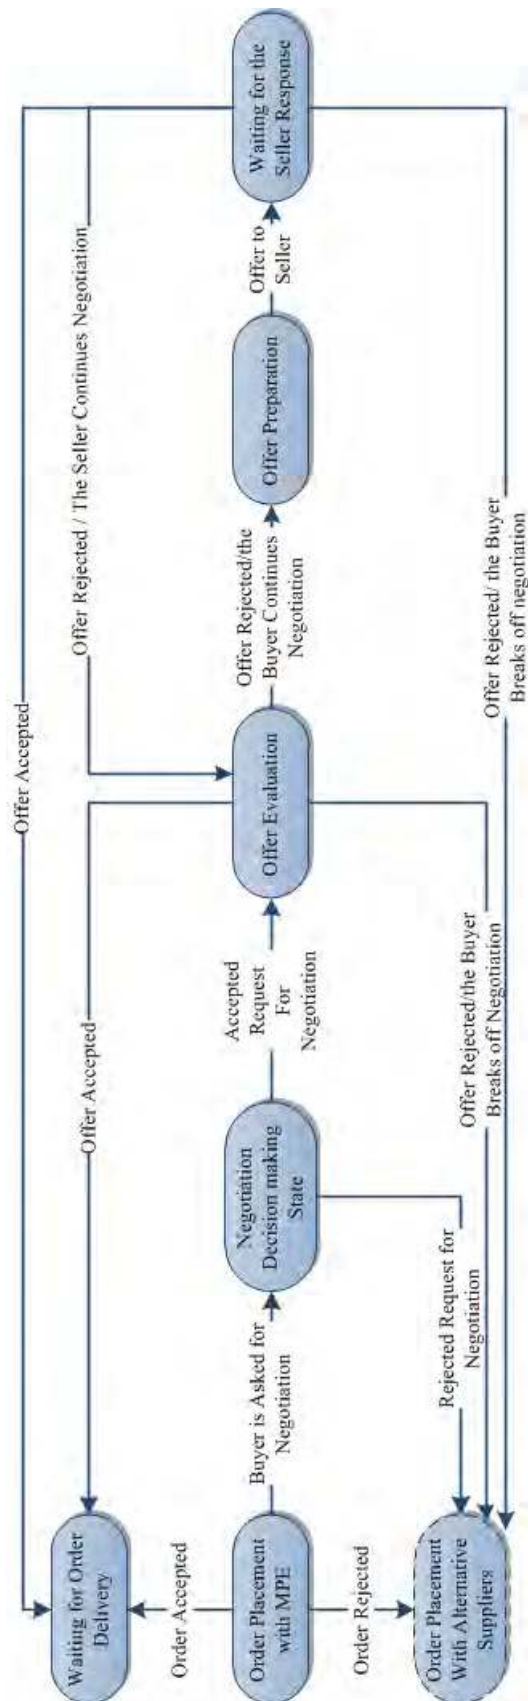 Offer Accepted
Offer Rejected / The Seller Continues Negotiation
Offer Accepted
Waiting for Order
Delivery
Order Accepted
Order Placement
with MPE
Buyer is Asked for
Negotiation
Negotiation
Decision making
State
Accepted
Request
For
Negotiation
Offer Evaluation
Offer Rejected/the
Buyer Continues
Negotiation
Offer Preparation
Offer to
Seller
Waiting for the
Seller Response
Order Rejected
Order Placement
With Alternative
Suppliers
Rejected Request for
Negotiation
Offer Rejected/the Buyer
Breaks off Negotiation
Offer Rejected/ the Buyer
Breaks off negotiation